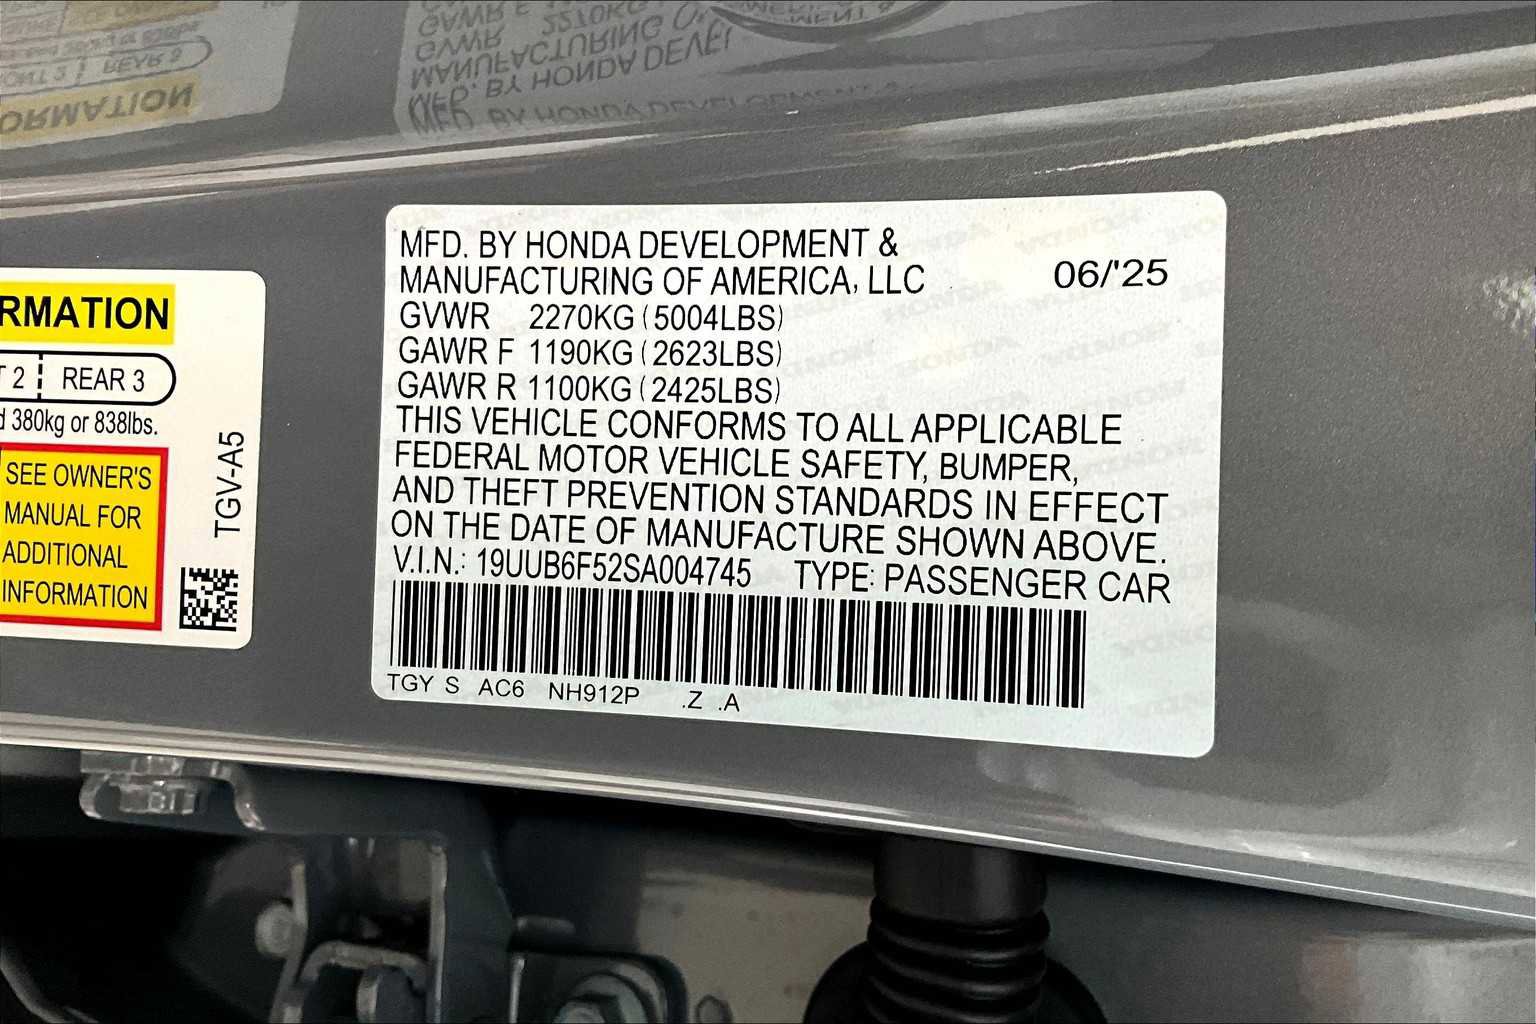 MFD. BY HONDA DEVELOPMENT &
MANUFACTURING OF AMERICA, LLC 06/'25
GVWR 2270KG (5004LBS)
GAWR F 1190KG (2623LBS)
GAWR R 1100KG (2425LBS)
THIS VEHICLE CONFORMS TO ALL APPLICABLE
FEDERAL MOTOR VEHICLE SAFETY, BUMPER,
AND THEFT PREVENTION STANDARDS IN EFFECT
ON THE DATE OF MANUFACTURE SHOWN ABOVE.
V.I.N.: 19UUB6F52SA004745 TYPE: PASSENGER CAR
TGY S AC6 NH912P .Z .A
RMATION
T 2 REAR 3
d 380kg or 838lbs.
SEE OWNER'S
MANUAL FOR
ADDITIONAL
INFORMATION
TGV-A5